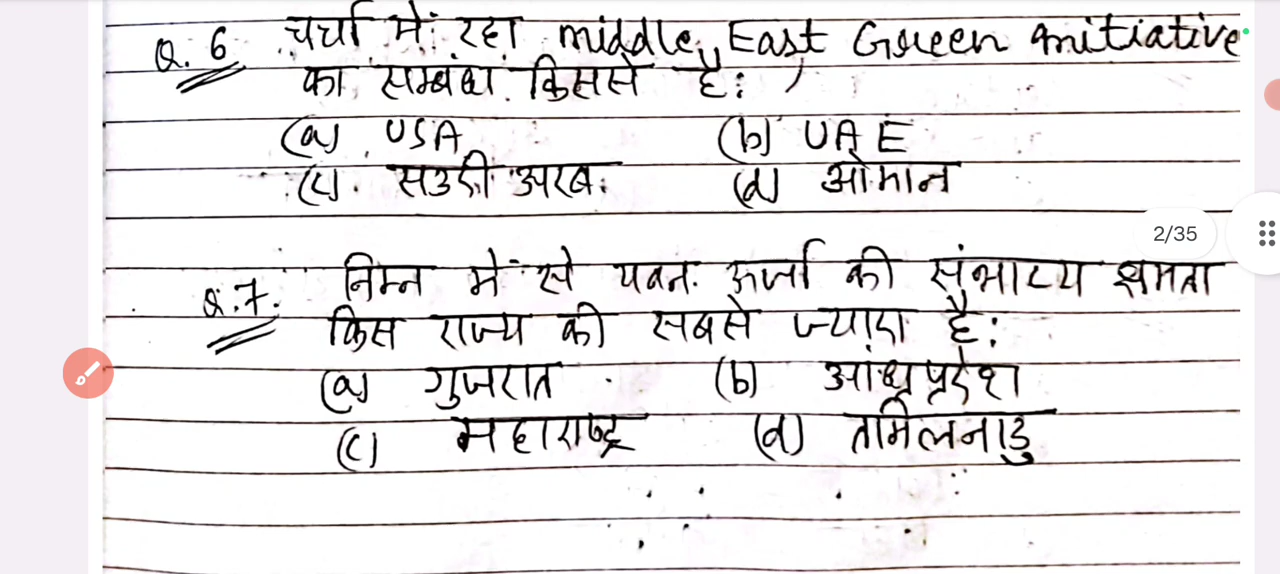 Q. 6 चर्चा में रहा middle East Green Initiative
का सम्बंध किससे है:
(a) USA (b) UAE
(c) सउदी अरब (d) ओमान
2/35
Q.7. निम्न में से पवन ऊर्जा की संभाव्य क्षमता
किस राज्य की सबसे ज्यादा है:
(a) गुजरात (b) आंध्रप्रदेश
(c) महाराष्ट्र (d) तमिलनाडु